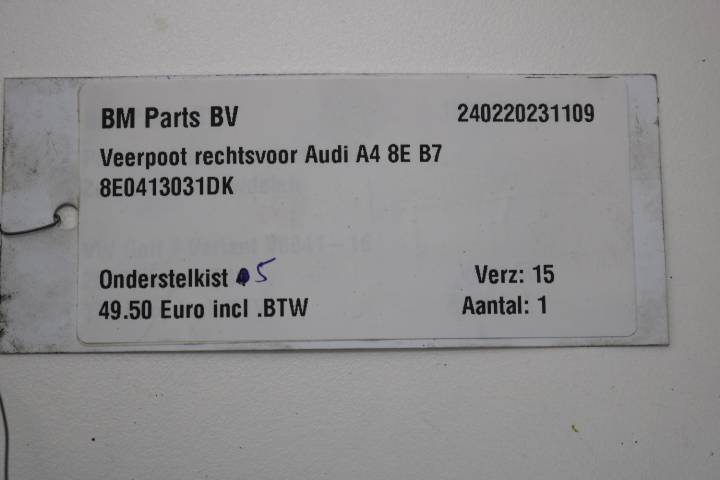 BM Parts BV 240220231109
Veerpoot rechtsvoor Audi A4 8E B7
8E0413031DK
Onderstelkist 5 Verz: 15
49.50 Euro incl .BTW Aantal: 1